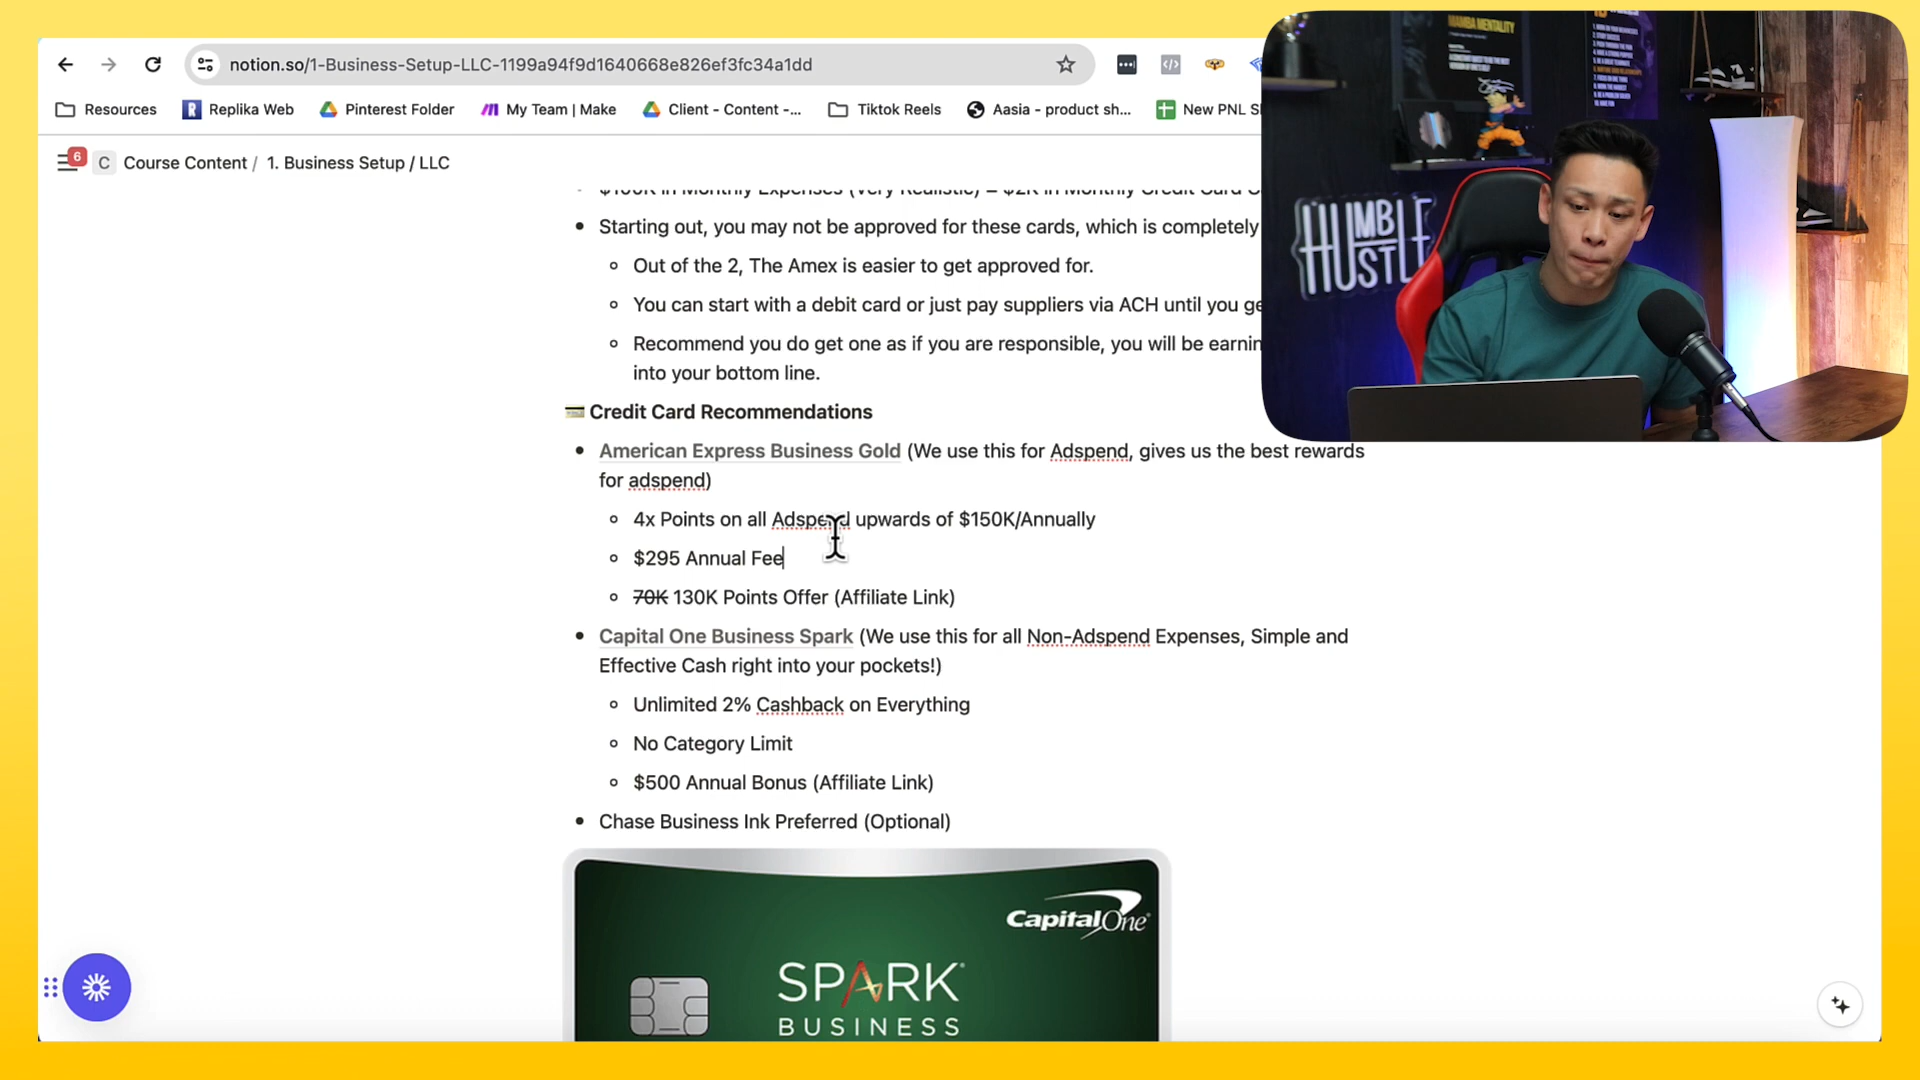 notion.so/1-Business-Setup-LLC-1199a94f9d1640668e826ef3fc34a1dd
Resources Replika Web Pinterest Folder My Team | Make Client - Content -... Tiktok Reels Aasia - product sh... New PNL
MAMBA MENTALITY
6 C Course Content / 1. Business Setup / LLC
HUMBLE
HUSTLE
Starting out, you may not be approved for these cards, which is completely
Out of the 2, The Amex is easier to get approved for.
You can start with a debit card or just pay suppliers via ACH until you
Recommend you do get one as if you are responsible, you will be
into your bottom line.
Credit Card Recommendations
American Express Business Gold (We use this for Adspend, gives us the best rewards
for adspend)
4x Points on all Adspend upwards of $150K/Annually
$295 Annual Fee
70K 130K Points Offer (Affiliate Link)
Capital One Business Spark (We use this for all Non-Adspend Expenses, Simple and
Effective Cash right into your pockets!)
Unlimited 2% Cashback on Everything
No Category Limit
$500 Annual Bonus (Affiliate Link)
Chase Business Ink Preferred (Optional)
Capital One
SPARK
BUSINESS